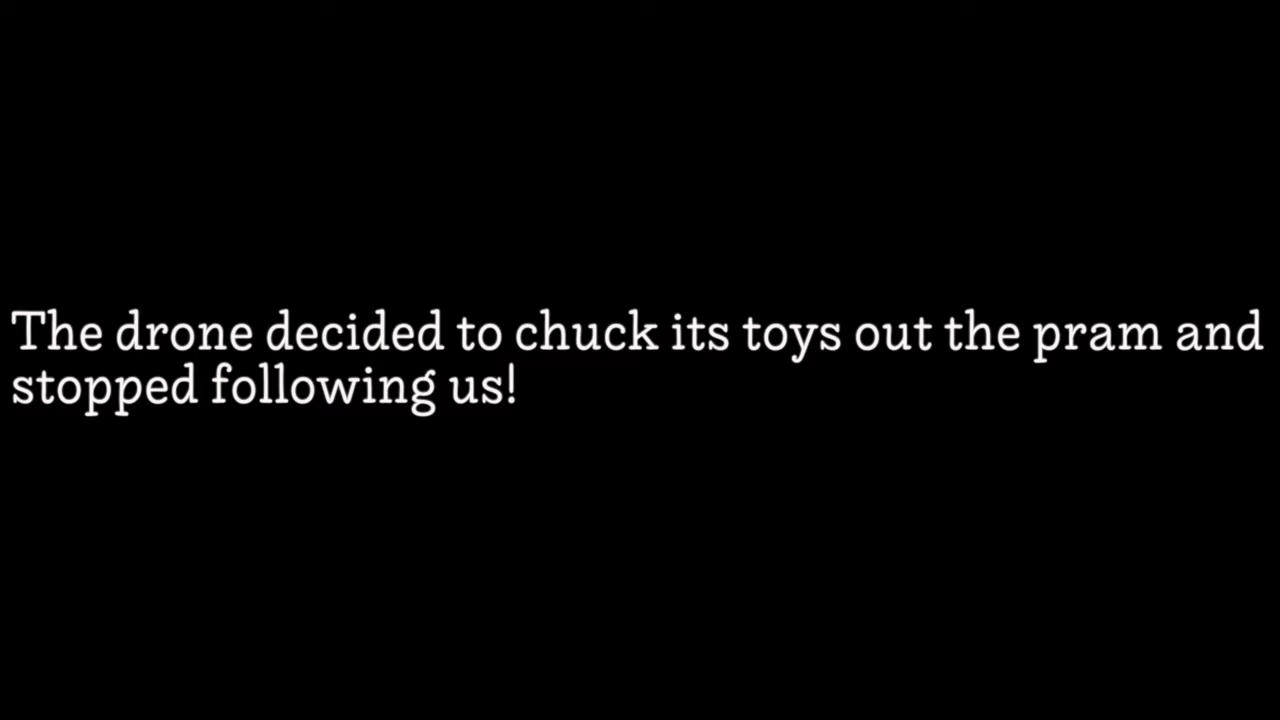 The drone decided to chuck its toys out the pram and
stopped following us!